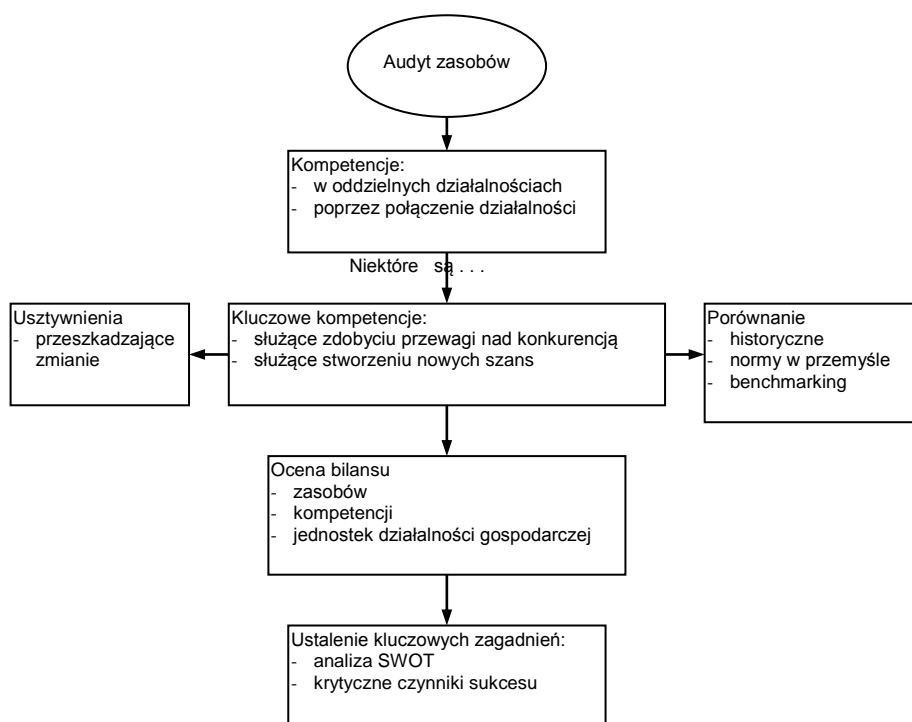 Audyt zasobów
Kompetencje:
- w oddzielnych działalnościach
- poprzez połączenie działalności
Niektóre są . . .
Usztywnienia
- przeszkadzające
zmianie
Kluczowe kompetencje:
- służące zdobyciu przewagi nad konkurencją
- służące stworzeniu nowych szans
Porównanie
- historyczne
- normy w przemyśle
- benchmarking
Ocena bilansu
- zasobów
- kompetencji
- jednostek działalności gospodarczej
Ustalenie kluczowych zagadnień:
- analiza SWOT
- krytyczne czynniki sukcesu